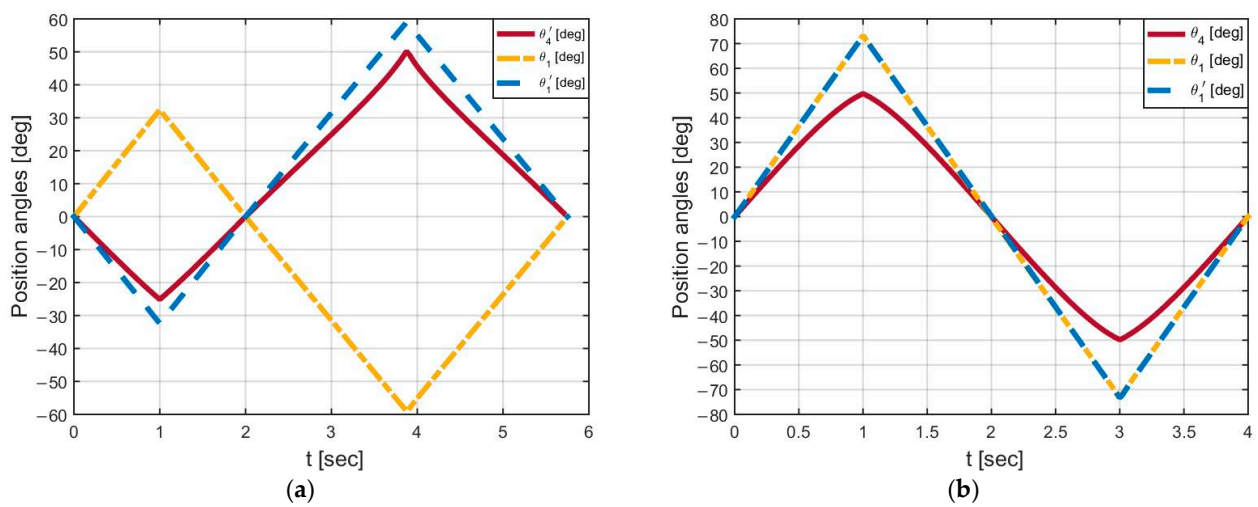 60
50
40
30
20
10
0
−10
−20
−30
−40
−50
−60
Position angles [deg]
θ4′ [deg]
θ1 [deg]
θ1′ [deg]
0 1 2 3 4 5 6
t [sec]
(a)
80
70
60
50
40
30
20
10
0
−10
−20
−30
−40
−50
−60
−70
−80
Position angles [deg]
θ4 [deg]
θ1 [deg]
θ1′ [deg]
0 0.5 1 1.5 2 2.5 3 3.5 4
t [sec]
(b)